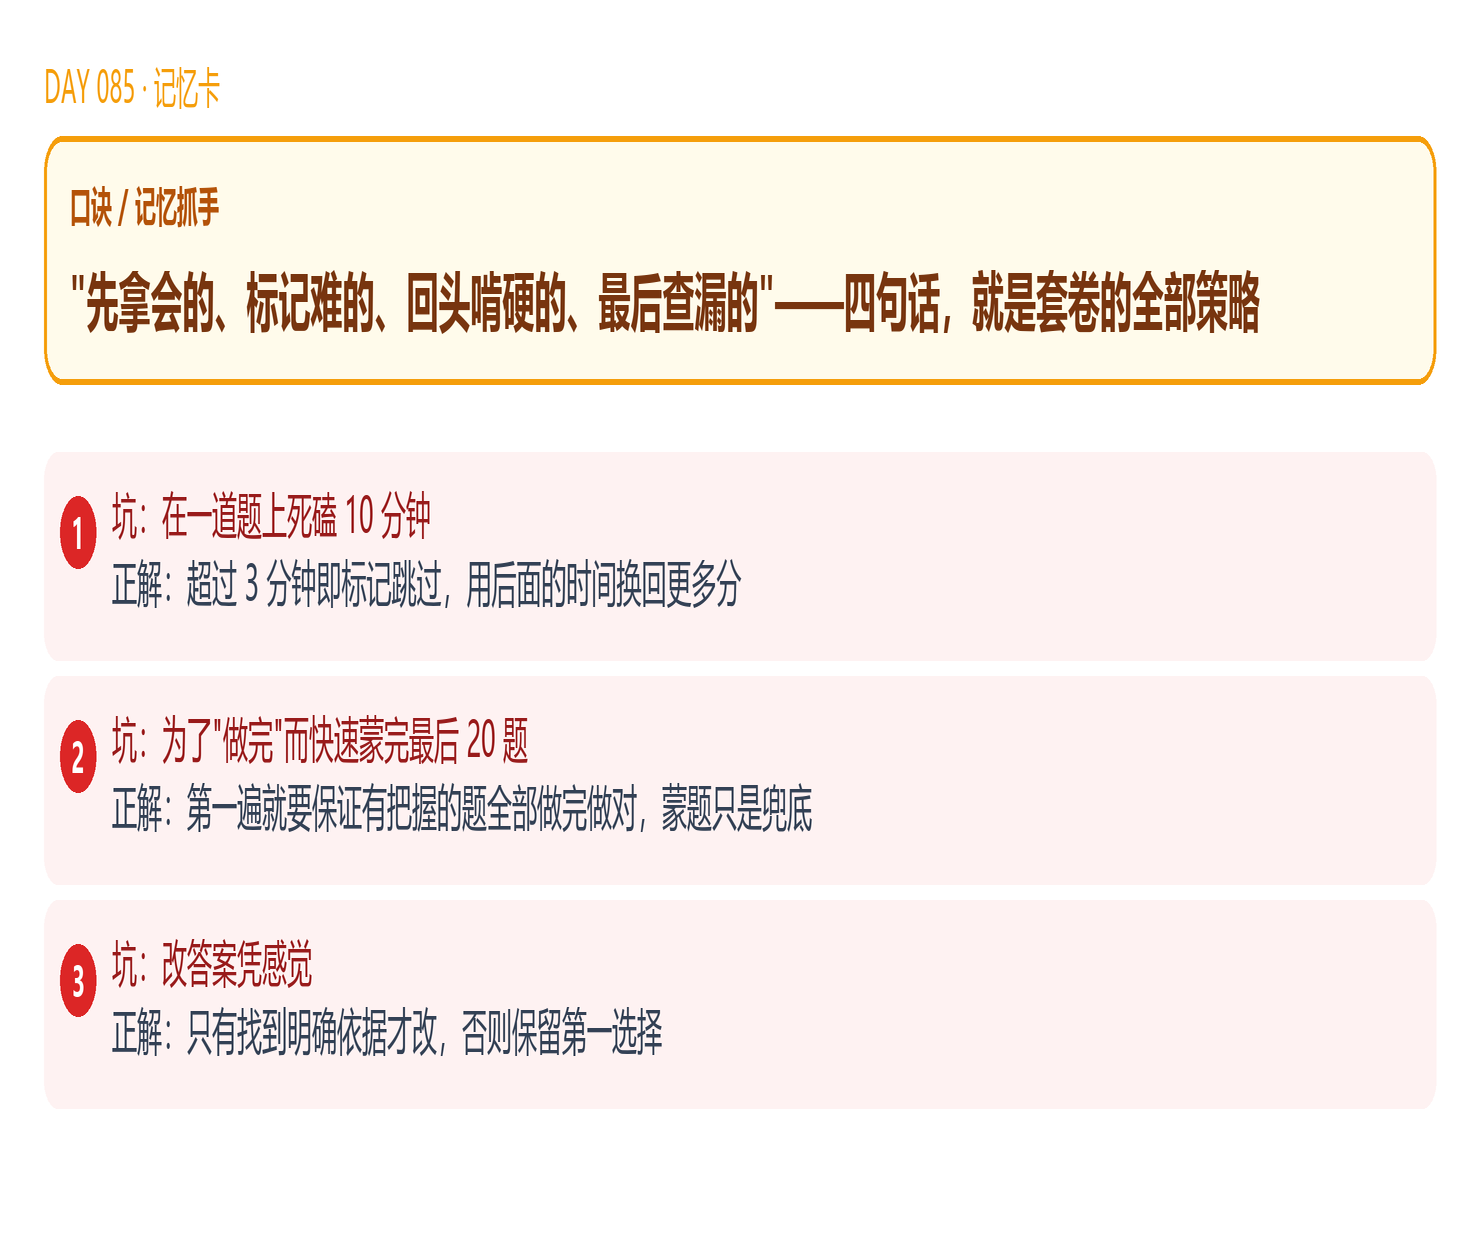 DAY 085 · 记忆卡
口诀 / 记忆抓手
"先拿会的、标记难的、回头啃硬的、最后查漏的"——四句话，就是套卷的全部策略
1
坑：在一道题上死磕 10 分钟
正解：超过 3 分钟即标记跳过，用后面的时间换回更多分
2
坑：为了"做完"而快速蒙完最后 20 题
正解：第一遍就要保证有把握的题全部做完做对，蒙题只是兜底
3
坑：改答案凭感觉
正解：只有找到明确依据才改，否则保留第一选择